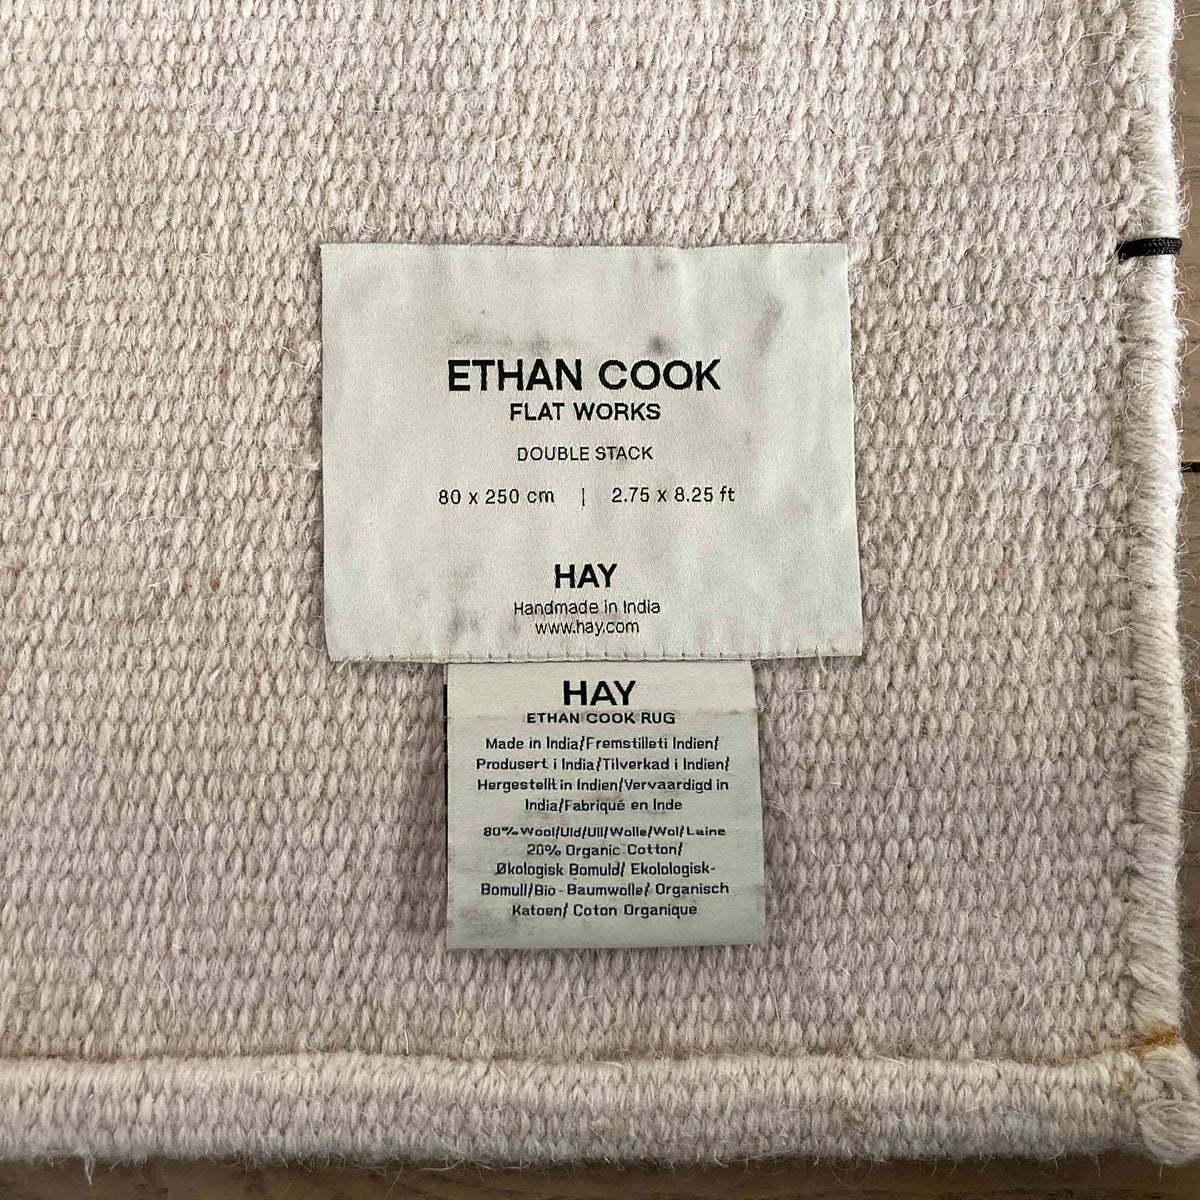 ETHAN COOK
FLAT WORKS
DOUBLE STACK
80 x 250 cm | 2.75 x 8.25 ft
HAY
Handmade in India
www.hay.com
HAY
ETHAN COOK RUG
Made in India/Fremstilleti Indien/
Produsert i India/Tilverkad i Indien/
Hergestellt in Indien/Vervaardigd in
India/Fabriqué en Inde
80% Wool/Uld/Ull/Wolle/Wol/Laine
20% Organic Cotton/
Økologisk Bomuld/ Ekolologisk-
Bomull/Bio-Baumwolle/ Organisch
Katoen/ Coton Organique